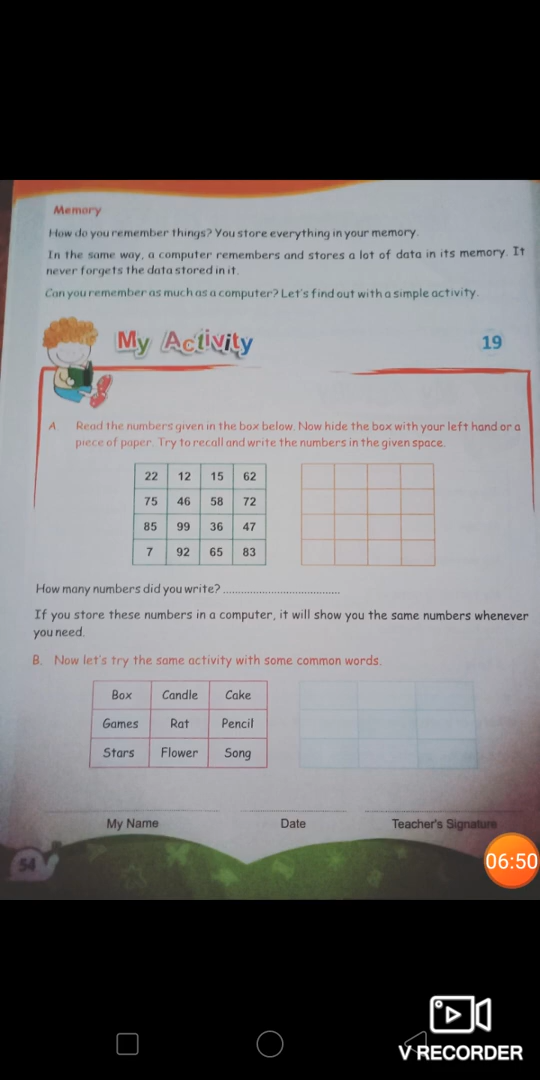 Memory
How do you remember things? You store everything in your memory.
In the same way, a computer remembers and stores a lot of data in its memory. It
never forgets the data stored in it.
Can you remember as much as a computer? Let's find out with a simple activity.
My Activity
19
A Read the numbers given in the box below. Now hide the box with your left hand or a
piece of paper. Try to recall and write the numbers in the given space.
22 12 15 62
75 46 58 72
85 99 36 47
7 92 65 83
How many numbers did you write? ....................................
If you store these numbers in a computer, it will show you the same numbers whenever
you need.
B. Now let's try the same activity with some common words.
Box Candle Cake
Games Rat Pencil
Stars Flower Song
My Name Date Teacher's Signature
54
06:50
V RECORDER